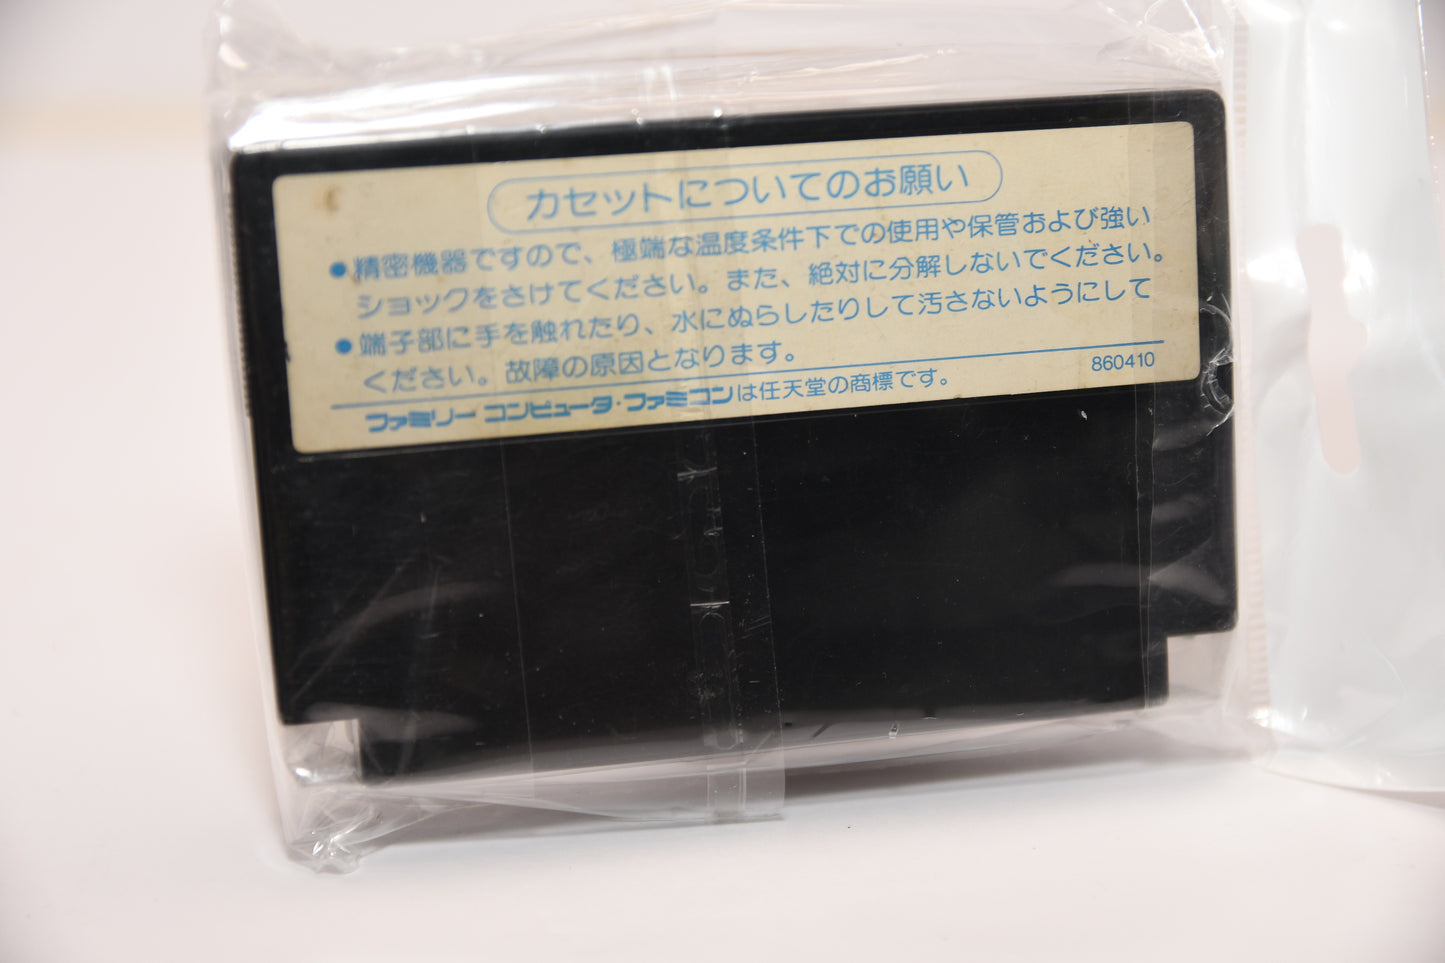 カセットについてのお願い
●精密機器ですので、極端な温度条件下での使用や保管および強い
ショックをさけてください。また、絶対に分解しないでください。
●端子部に手を触れたり、水にぬらしたりして汚さないようにして
ください。故障の原因となります。
860410
ファミリーコンピュータ・ファミコンは任天堂の商標です。